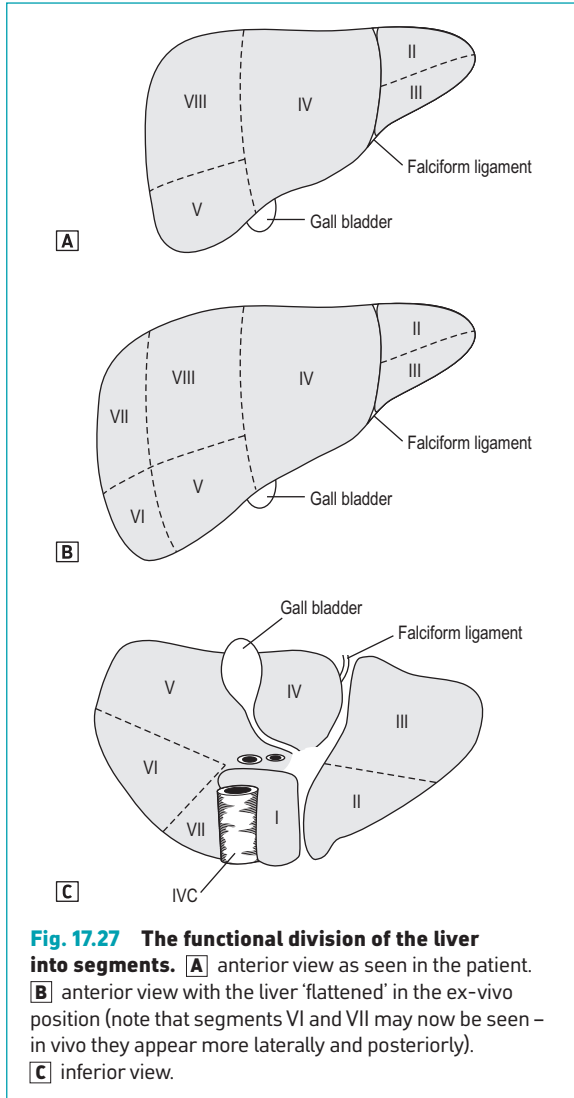 II
VIII
IV
III
Falciform ligament
V
Gall bladder
A
II
VIII
IV
III
VII
Falciform ligament
V
Gall bladder
VI
B
Gall bladder
Falciform ligament
V
IV
III
VI
II
I
VII
C
IVC
Fig. 17.27 The functional division of the liver
into segments. A anterior view as seen in the patient.
B anterior view with the liver ‘flattened’ in the ex-vivo
position (note that segments VI and VII may now be seen –
in vivo they appear more laterally and posteriorly).
C inferior view.